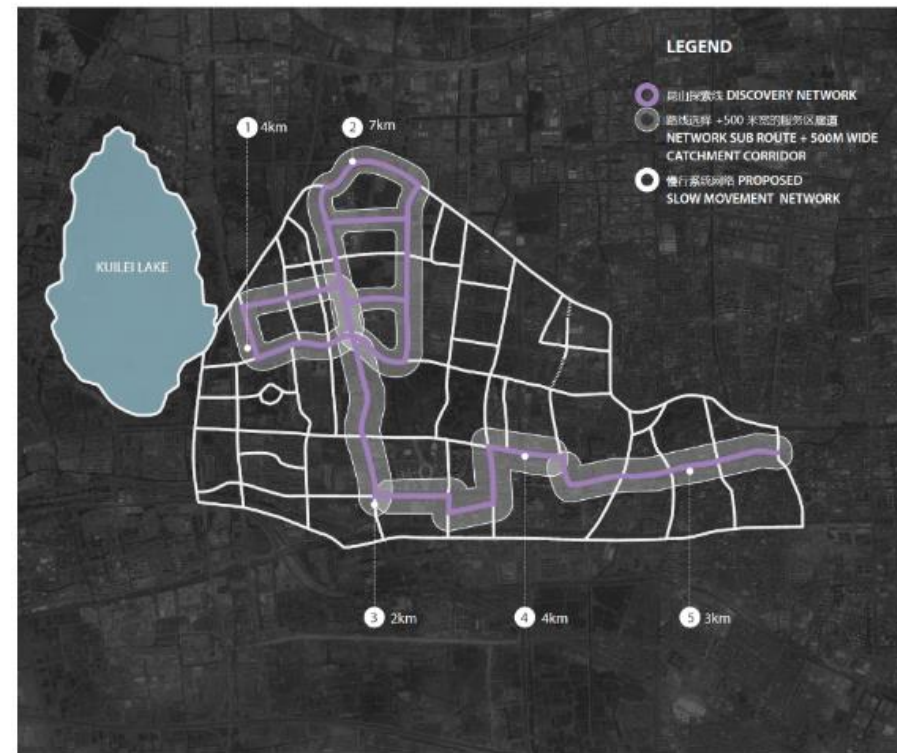 LEGEND
昆山探索线 DISCOVERY NETWORK
路线选择 +500 米宽的服务区廊道
NETWORK SUB ROUTE + 500M WIDE
CATCHMENT CORRIDOR
慢行系统网络 PROPOSED
SLOW MOVEMENT NETWORK
1 4km
2 7km
KUILEI LAKE
3 2km
4 4km
5 3km